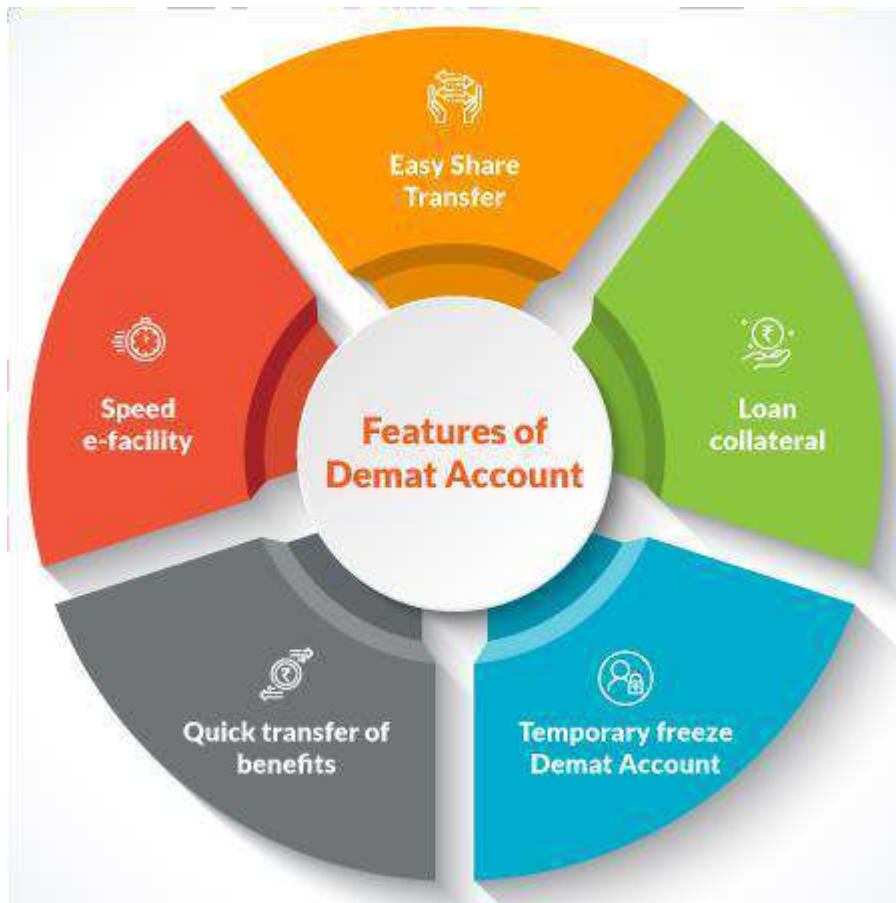 Easy Share
Transfer
Loan
collateral
Temporary freeze
Demat Account
Quick transfer of
benefits
Speed
e-facility
Features of
Demat Account